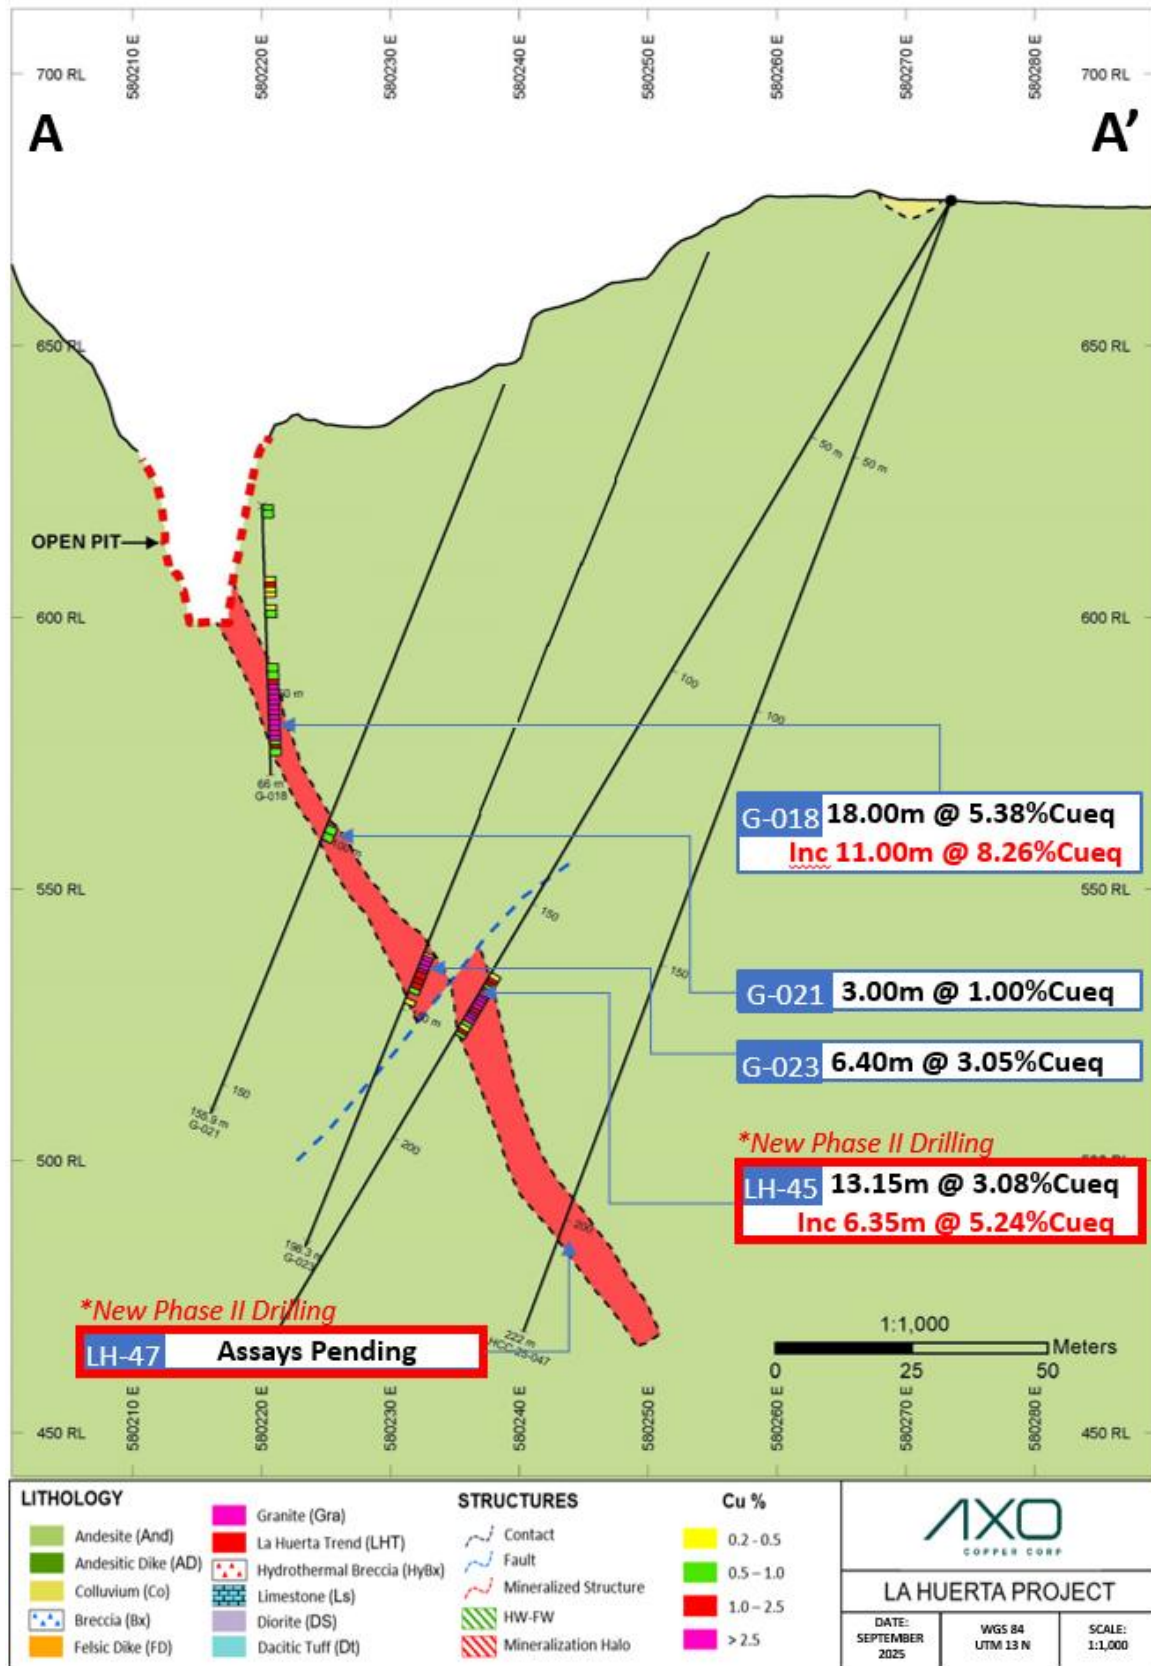 580210 E
580220 E
580230 E
580240 E
580250 E
580260 E
580270 E
580280 E
700 RL
700 RL
A
A'
650 RL
650 RL
50 m
50 m
OPEN PIT
600 RL
600 RL
50 m
100
100
66 m
G-018
G-018 18.00m @ 5.38%Cueq
Inc 11.00m @ 8.26%Cueq
100 m
550 RL
550 RL
150
150
G-021 3.00m @ 1.00%Cueq
G-023 6.40m @ 3.05%Cueq
150
G-021
200
500 RL
*New Phase II Drilling
LH-45 13.15m @ 3.08%Cueq
Inc 6.35m @ 5.24%Cueq
200
G-023
*New Phase II Drilling
LH-47 Assays Pending
222 m
HCC-25-047
1:1,000
Meters
0 25 50
450 RL
450 RL
580210 E
580220 E
580230 E
580240 E
580250 E
580260 E
580270 E
580280 E
LITHOLOGY
Andesite (And)
Andesitic Dike (AD)
Colluvium (Co)
Breccia (Bx)
Felsic Dike (FD)
Granite (Gra)
La Huerta Trend (LHT)
Hydrothermal Breccia (HyBx)
Limestone (Ls)
Diorite (DS)
Dacitic Tuff (Dt)
STRUCTURES
Contact
Fault
Mineralized Structure
HW-FW
Mineralization Halo
Cu %
0.2 - 0.5
0.5 – 1.0
1.0 – 2.5
> 2.5
AXO
COPPER CORP
LA HUERTA PROJECT
DATE:
SEPTEMBER
2025
WGS 84
UTM 13 N
SCALE:
1:1,000